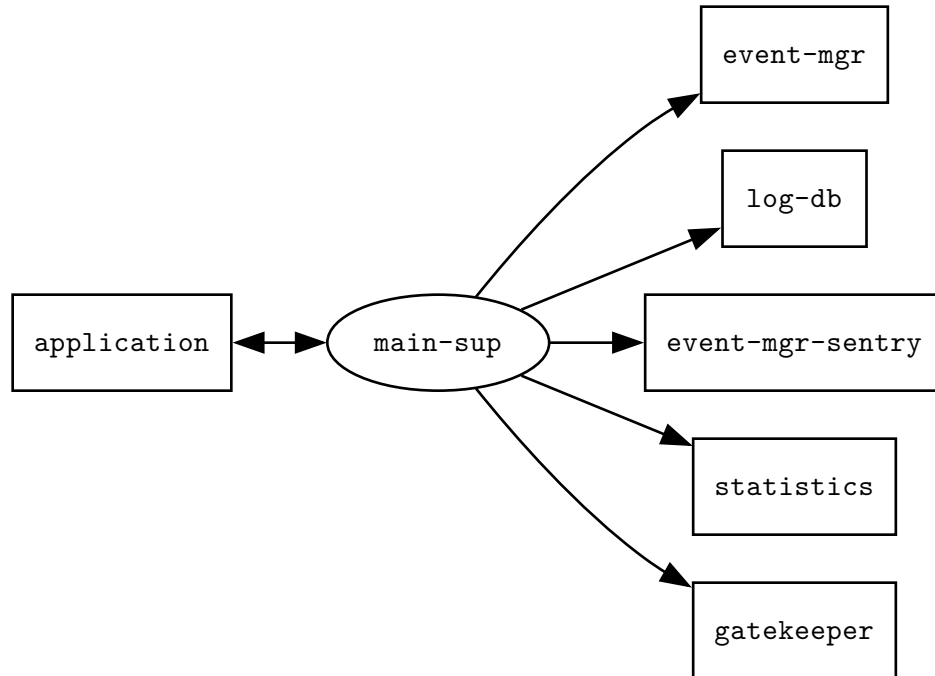 event-mgr
log-db
application
main-sup
event-mgr-sentry
statistics
gatekeeper